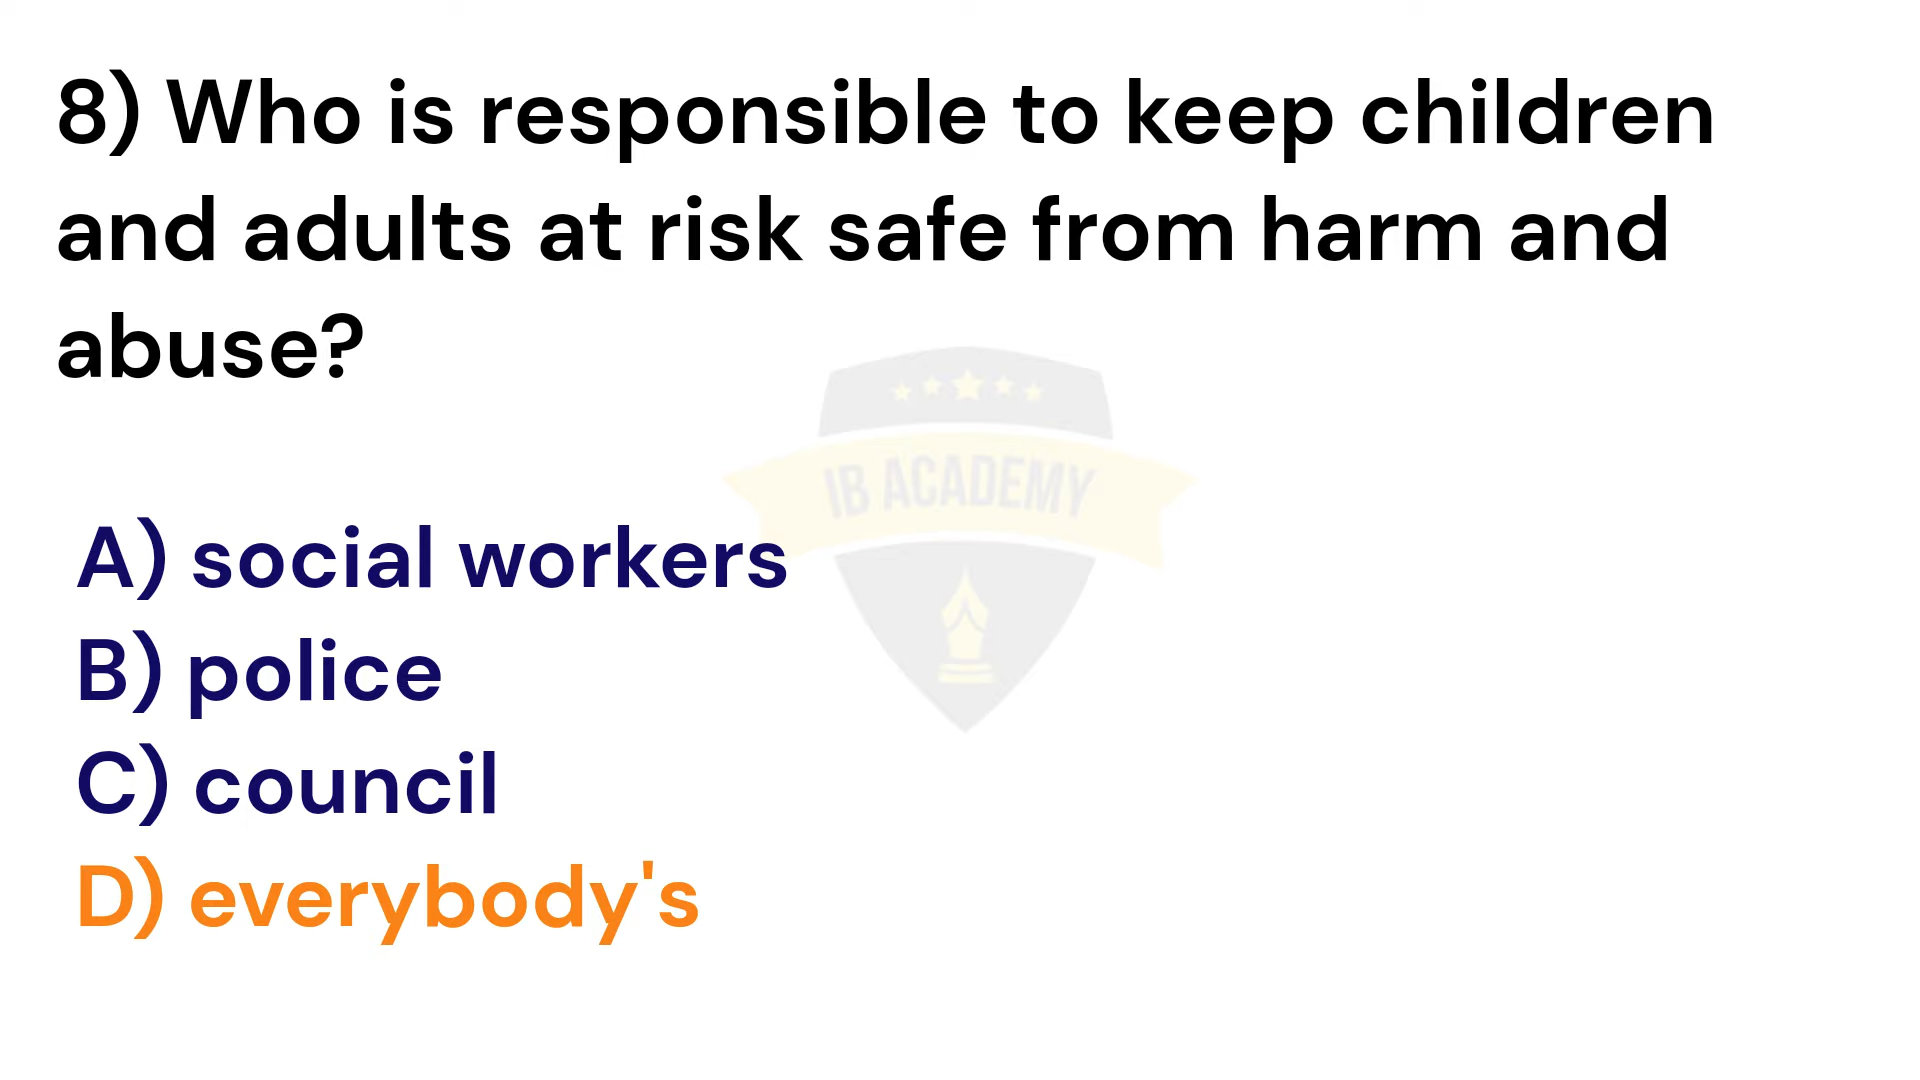 8) Who is responsible to keep children
and adults at risk safe from harm and
abuse?
IB ACADEMY
A) social workers
B) police
C) council
D) everybody's